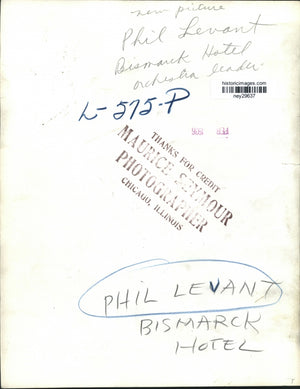 new picture
Phil Levant
Bismarck Hotel
orchestra leader
historicimages.com
ney29637
L-575-P
THANKS FOR CREDIT
MAURICE SEYMOUR
PHOTOGRAPHER
CHICAGO, ILLINOIS
PHIL LEVANT
BISMARCK
HOTEL